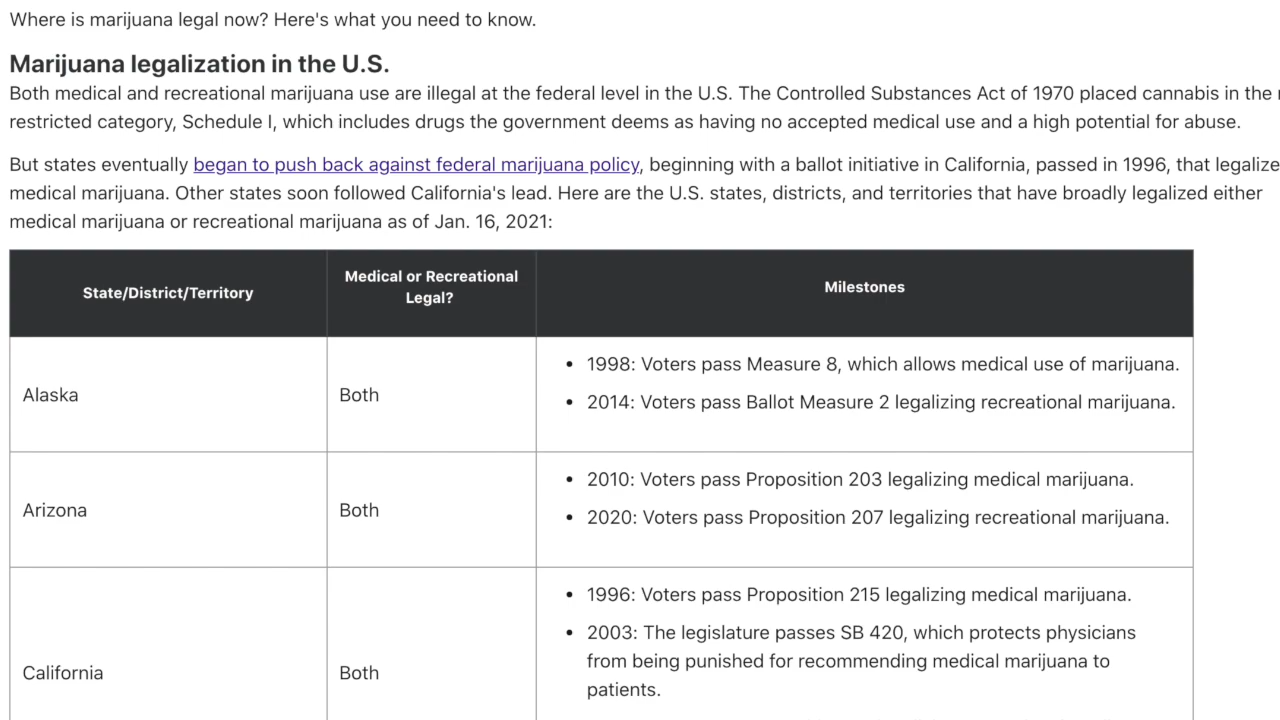 Where is marijuana legal now? Here's what you need to know.
Marijuana legalization in the U.S.
Both medical and recreational marijuana use are illegal at the federal level in the U.S. The Controlled Substances Act of 1970 placed cannabis in the
restricted category, Schedule I, which includes drugs the government deems as having no accepted medical use and a high potential for abuse.
But states eventually began to push back against federal marijuana policy, beginning with a ballot initiative in California, passed in 1996, that legalize
medical marijuana. Other states soon followed California's lead. Here are the U.S. states, districts, and territories that have broadly legalized either
medical marijuana or recreational marijuana as of Jan. 16, 2021:
State/District/Territory
Medical or Recreational
Legal?
Milestones
Alaska
Both
• 1998: Voters pass Measure 8, which allows medical use of marijuana.
• 2014: Voters pass Ballot Measure 2 legalizing recreational marijuana.
Arizona
Both
• 2010: Voters pass Proposition 203 legalizing medical marijuana.
• 2020: Voters pass Proposition 207 legalizing recreational marijuana.
California
Both
• 1996: Voters pass Proposition 215 legalizing medical marijuana.
• 2003: The legislature passes SB 420, which protects physicians
from being punished for recommending medical marijuana to
patients.